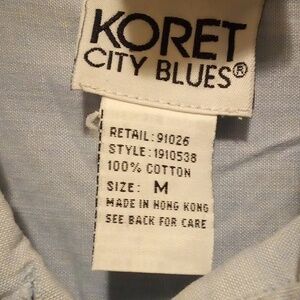 KORET
CITY BLUES®
RETAIL: 91026
STYLE: 1910538
100% COTTON
SIZE: M
MADE IN HONG KONG
SEE BACK FOR CARE